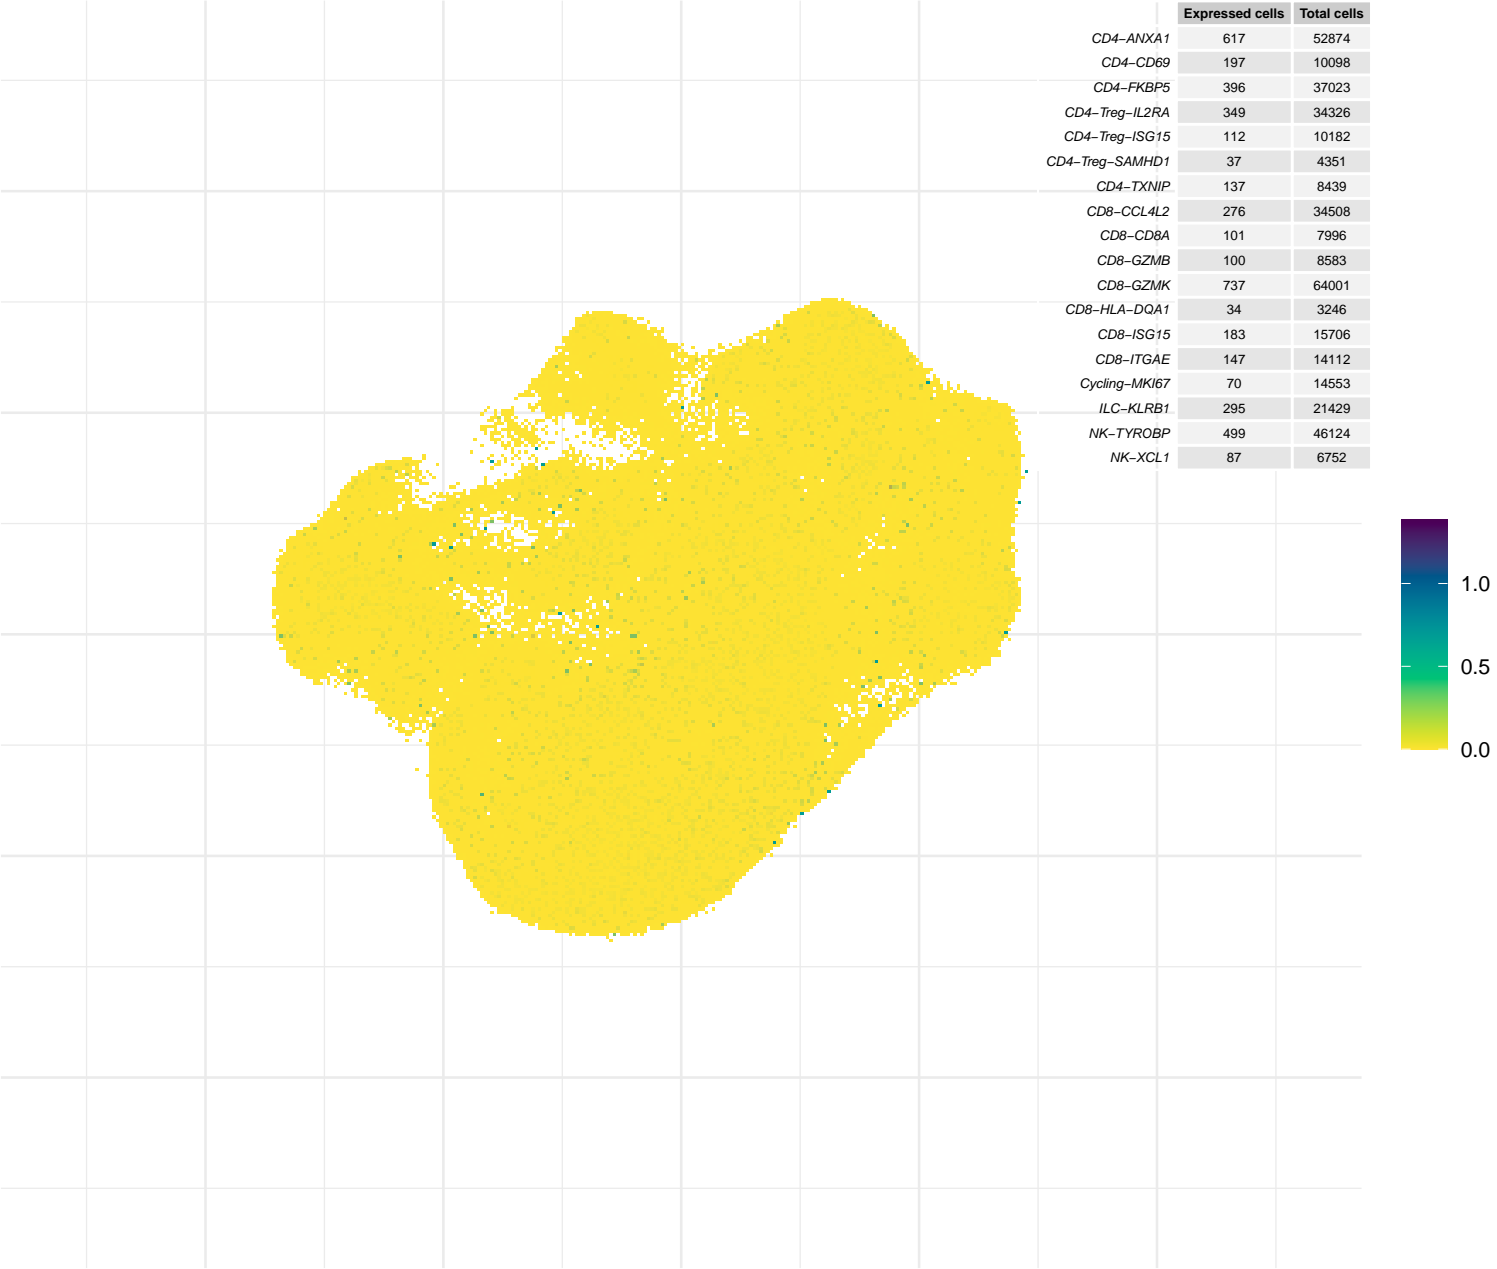 Expressed cells Total cells
CD4−ANXA1 617 52874
CD4−CD69 197 10098
CD4−FKBP5 396 37023
CD4−Treg−IL2RA 349 34326
CD4−Treg−ISG15 112 10182
CD4−Treg−SAMHD1 37 4351
CD4−TXNIP 137 8439
CD8−CCL4L2 276 34508
CD8−CD8A 101 7996
CD8−GZMB 100 8583
CD8−GZMK 737 64001
CD8−HLA−DQA1 34 3246
CD8−ISG15 183 15706
CD8−ITGAE 147 14112
Cycling−MKI67 70 14553
ILC−KLRB1 295 21429
NK−TYROBP 499 46124
NK−XCL1 87 6752
1.0
0.5
0.0